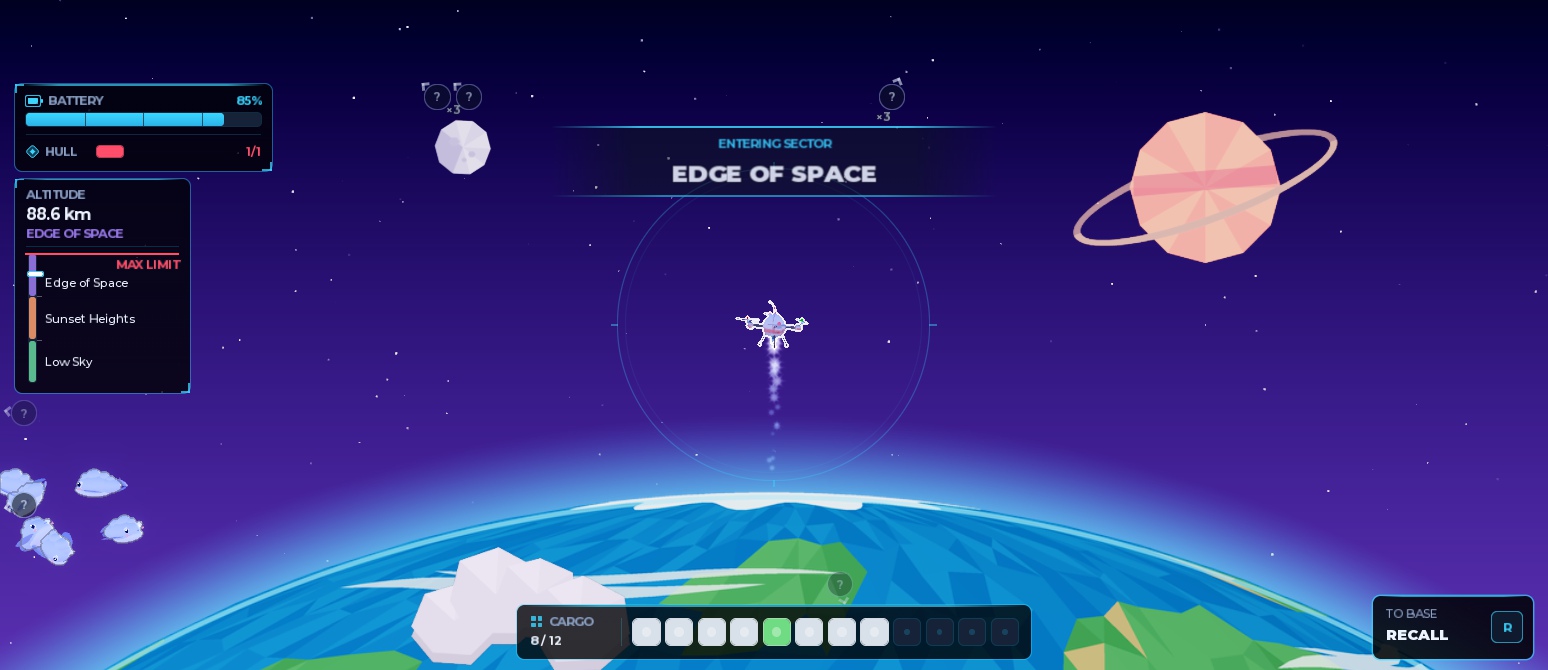 BATTERY 85%
HULL 1/1
ALTITUDE
88.6 km
EDGE OF SPACE
MAX LIMIT
Edge of Space
Sunset Heights
Low Sky
? ?
×3
?
×3
ENTERING SECTOR
EDGE OF SPACE
?
?
?
CARGO
8/12
TO BASE
RECALL
R